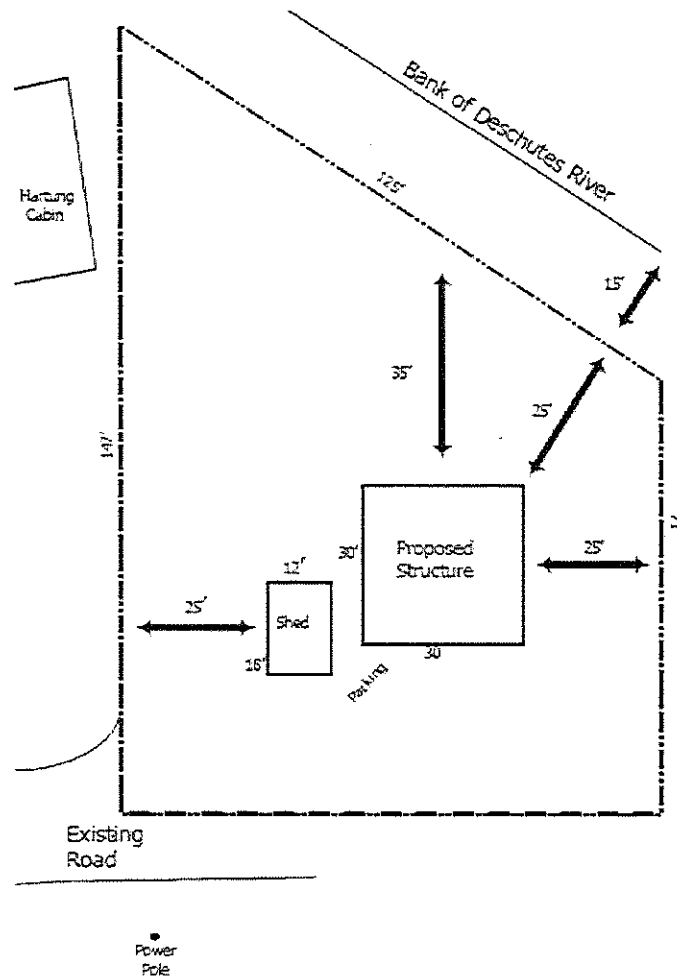 Bank of Deschutes River
125'
Hartung
Cabin
15'
35'
25'
147'
30'
Proposed
Structure
25'
12'
25'
Shed
16'
30
Parking
Existing
Road
Power
Pole